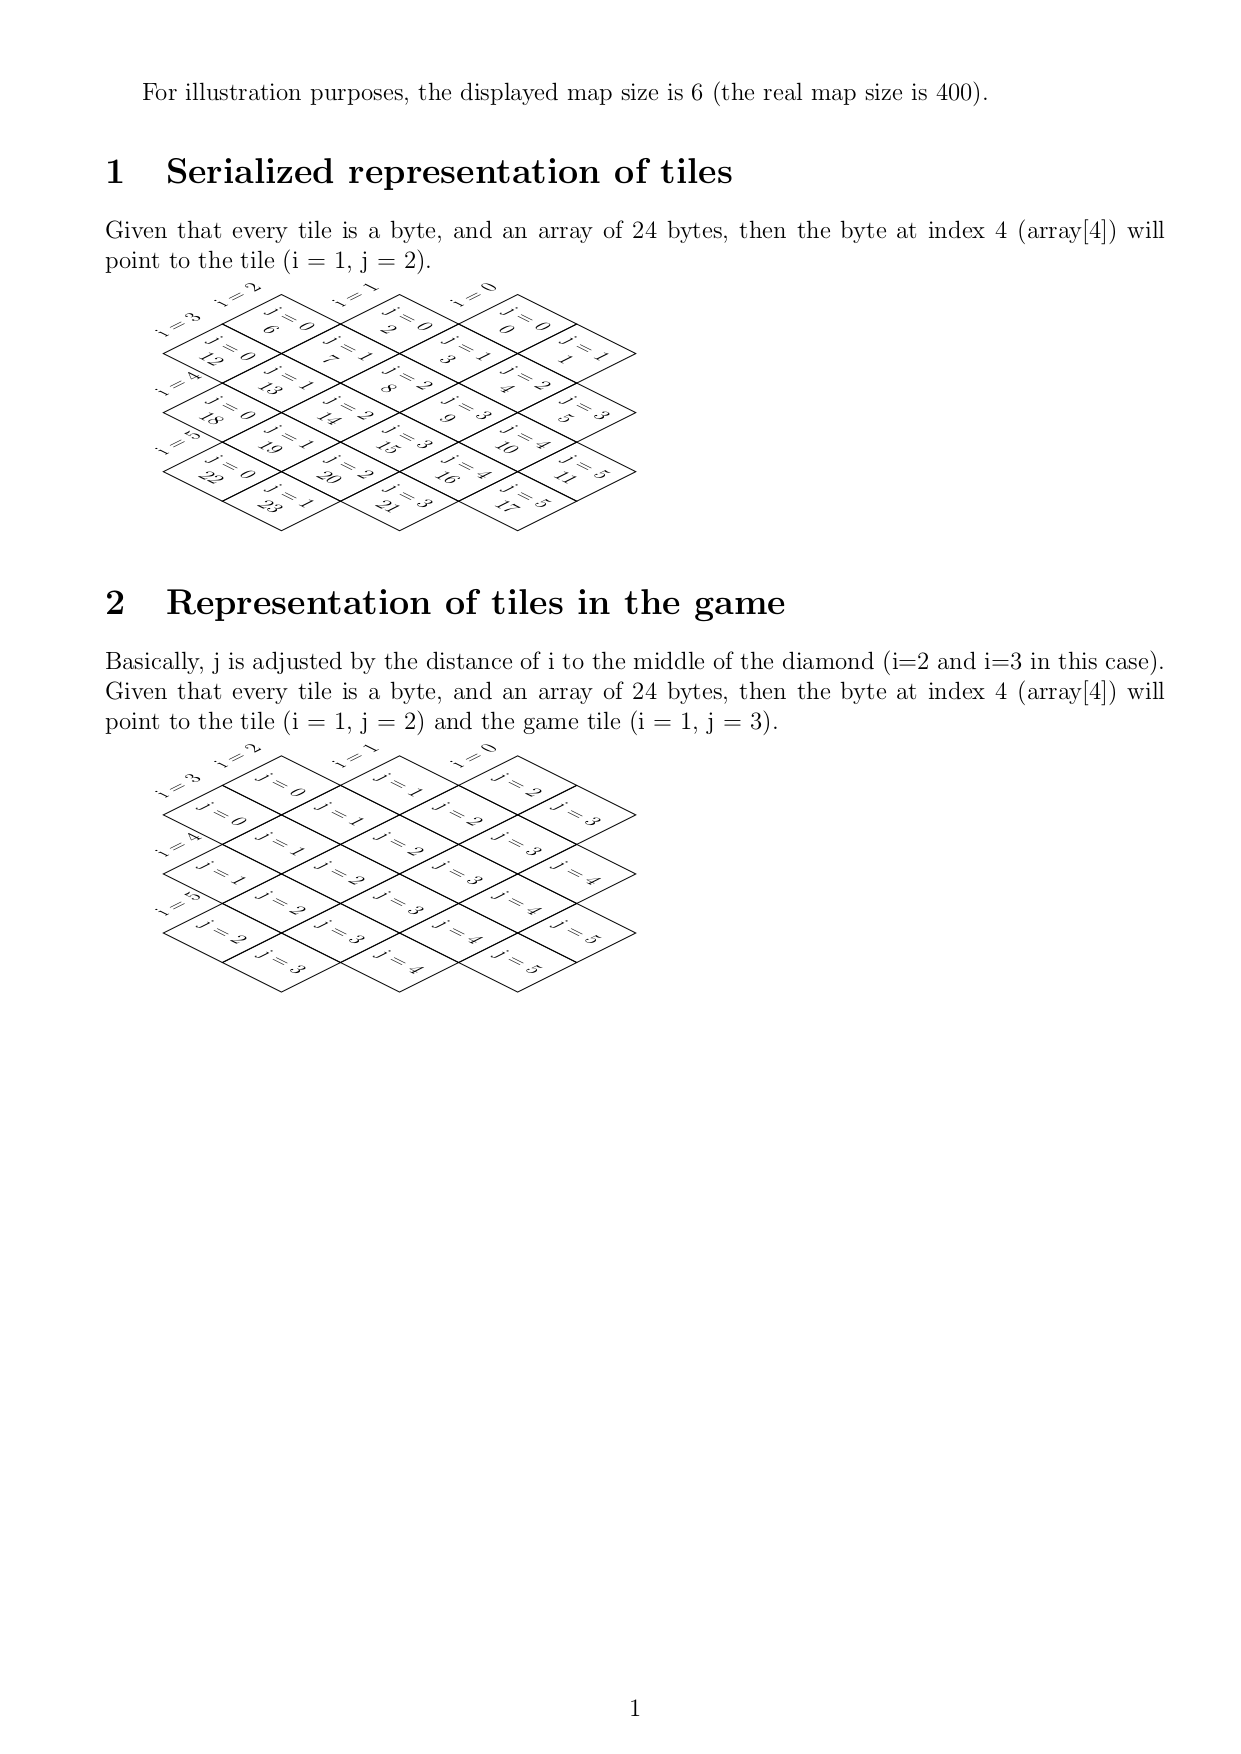 For illustration purposes, the displayed map size is 6 (the real map size is 400).
1 Serialized representation of tiles
Given that every tile is a byte, and an array of 24 bytes, then the byte at index 4 (array[4]) will
point to the tile (i = 1, j = 2).
i = 2 i = 1 i = 0
i = 3
j = 0 j = 0 j = 0
6 2 0
j = 0 j = 1 j = 1 j = 1
12 7 3 1
i = 4
j = 1 j = 2 j = 2
13 8 4
j = 0 j = 2 j = 3 j = 3
18 14 9 5
i = 5
j = 1 j = 3 j = 4
19 15 10
j = 0 j = 2 j = 4 j = 5
22 20 16 11
j = 1 j = 3 j = 5
23 21 17
2 Representation of tiles in the game
Basically, j is adjusted by the distance of i to the middle of the diamond (i=2 and i=3 in this case).
Given that every tile is a byte, and an array of 24 bytes, then the byte at index 4 (array[4]) will
point to the tile (i = 1, j = 2) and the game tile (i = 1, j = 3).
i = 2 i = 1 i = 0
i = 3
j = 0 j = 1 j = 2
j = 0 j = 1 j = 2 j = 3
i = 4
j = 1 j = 2 j = 3
j = 1 j = 2 j = 3 j = 4
i = 5
j = 2 j = 3 j = 4
j = 2 j = 3 j = 4 j = 5
j = 3 j = 4 j = 5
1